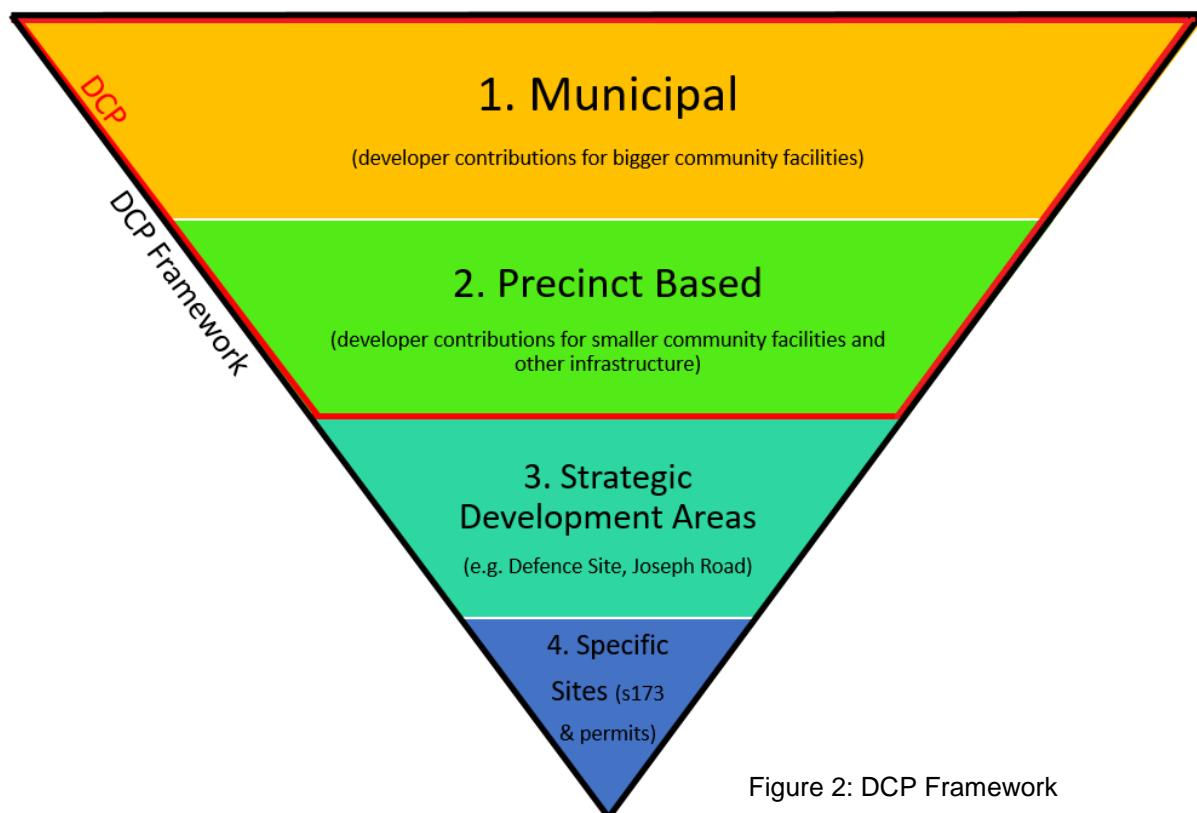 1. Municipal
(developer contributions for bigger community facilities)
DCP
DCP Framework
2. Precinct Based
(developer contributions for smaller community facilities and
other infrastructure)
3. Strategic
Development Areas
(e.g. Defence Site, Joseph Road)
4. Specific
Sites (s173
& permits)
Figure 2: DCP Framework